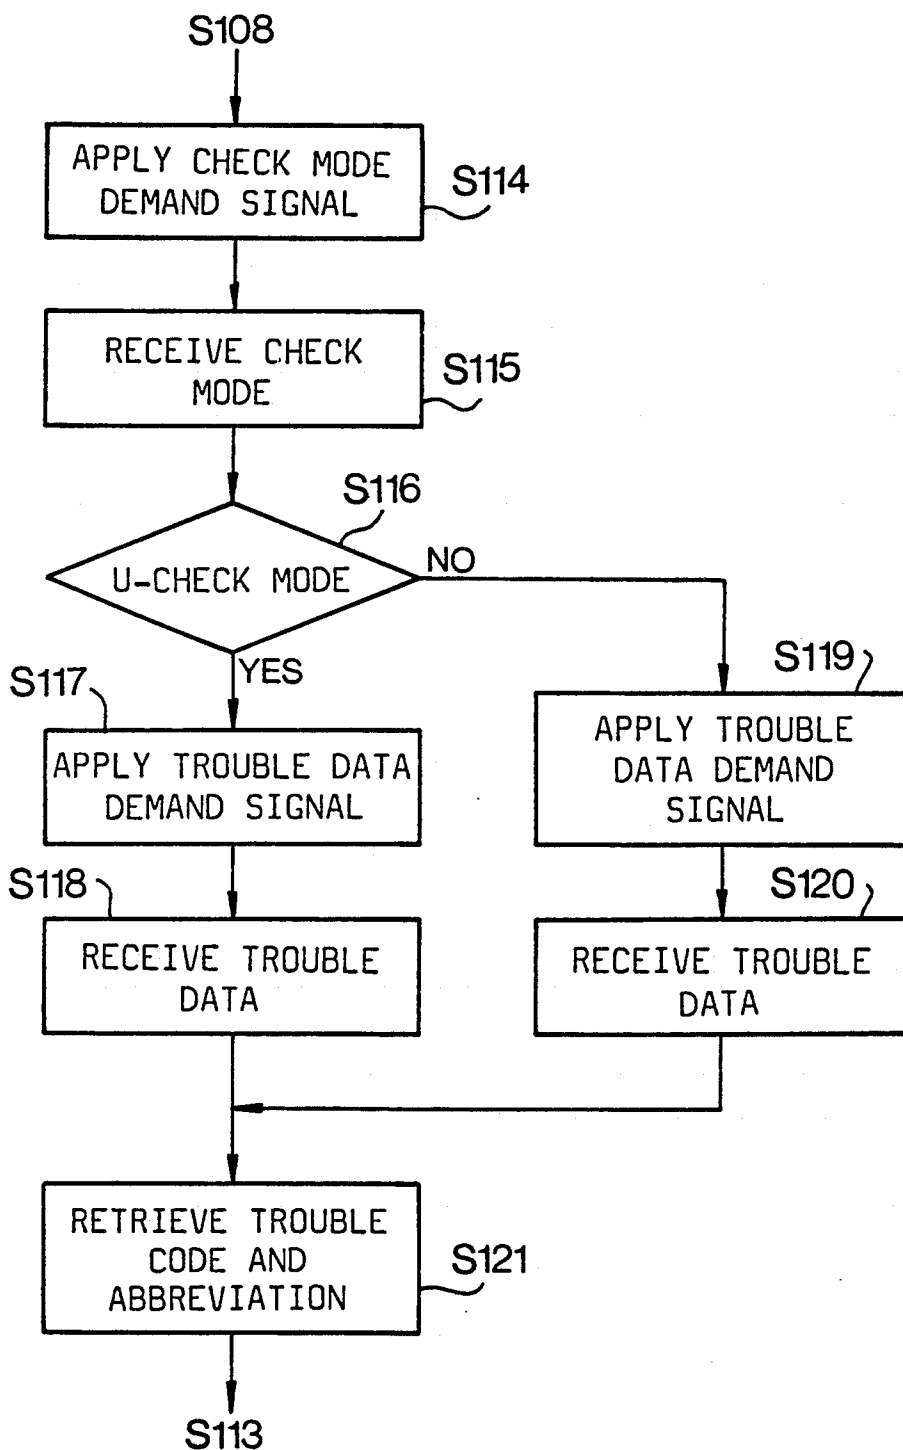 S108
APPLY CHECK MODE
DEMAND SIGNAL
S114
RECEIVE CHECK
MODE
S115
S116
U-CHECK MODE
NO
YES
S117
APPLY TROUBLE DATA
DEMAND SIGNAL
S119
APPLY TROUBLE
DATA DEMAND
SIGNAL
S118
RECEIVE TROUBLE
DATA
S120
RECEIVE TROUBLE
DATA
RETRIEVE TROUBLE
CODE AND
ABBREVIATION
S121
S113